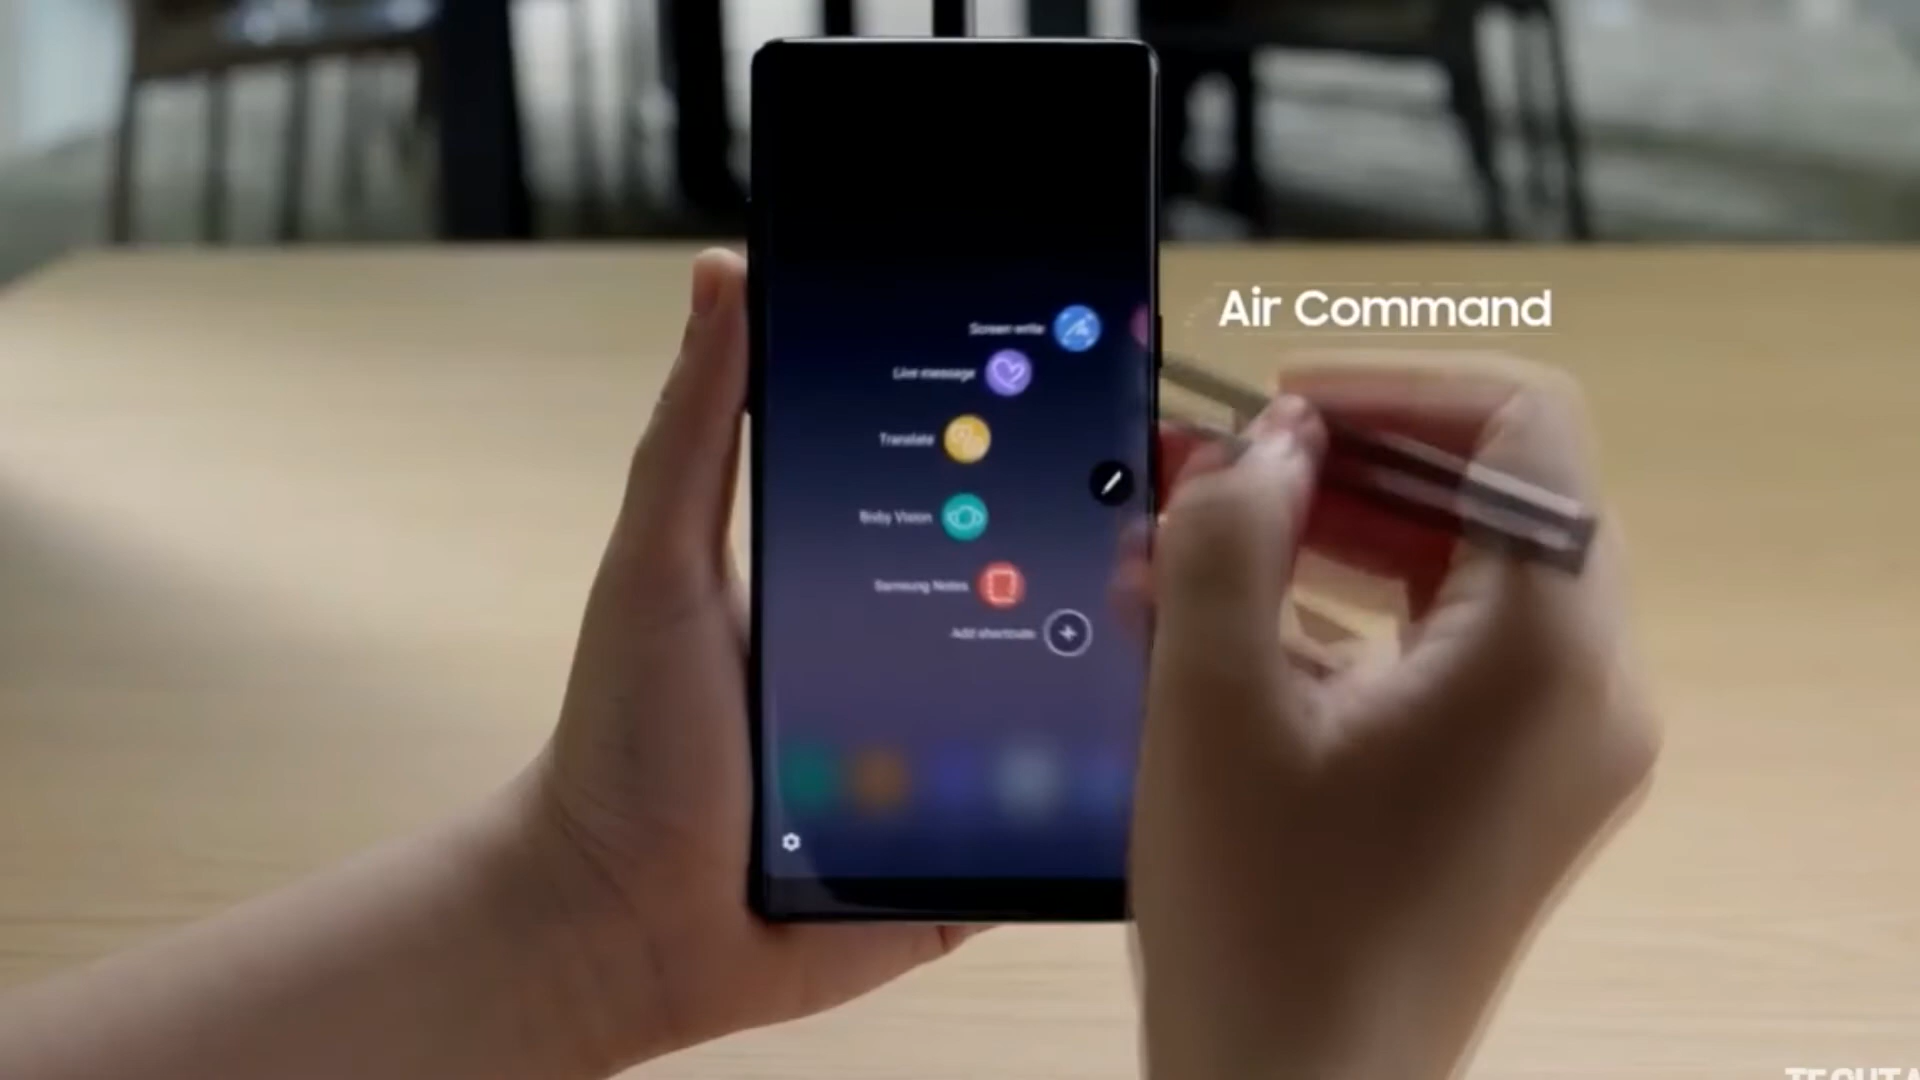 Air Command
Screen write
Live message
Translate
Bixby Vision
Samsung Notes
Add shortcuts